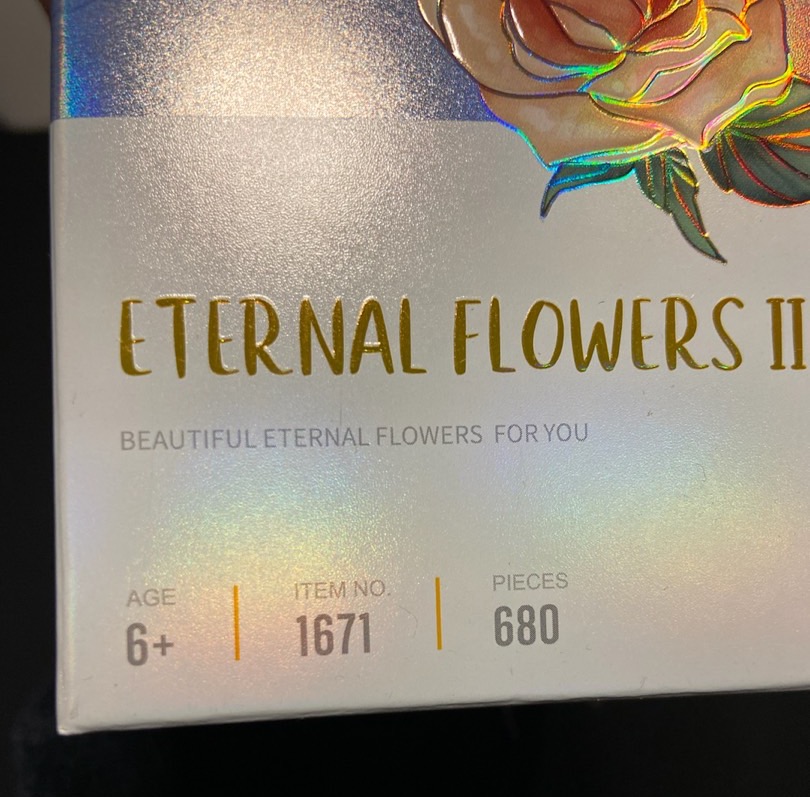 ETERNAL FLOWERS II
BEAUTIFUL ETERNAL FLOWERS FOR YOU
AGE
6+
ITEM NO.
1671
PIECES
680